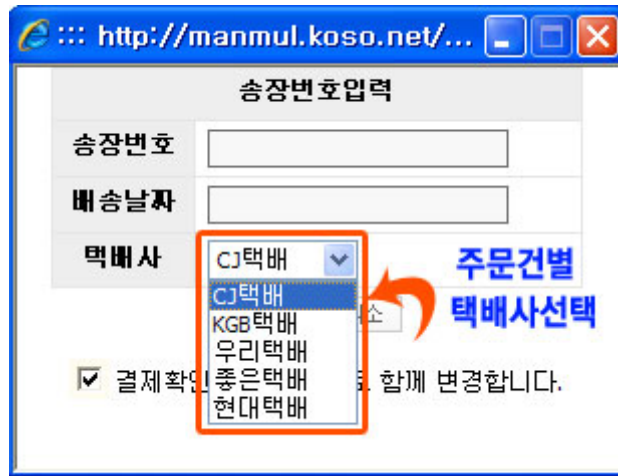 ::: http://manmul.koso.net/...
송장번호입력
송장번호
배송날짜
택배사
CJ택배
CJ택배
KGB택배
우리택배
좋은택배
현대택배
주문건별
택배사선택
소
결제확인 함께 변경합니다.